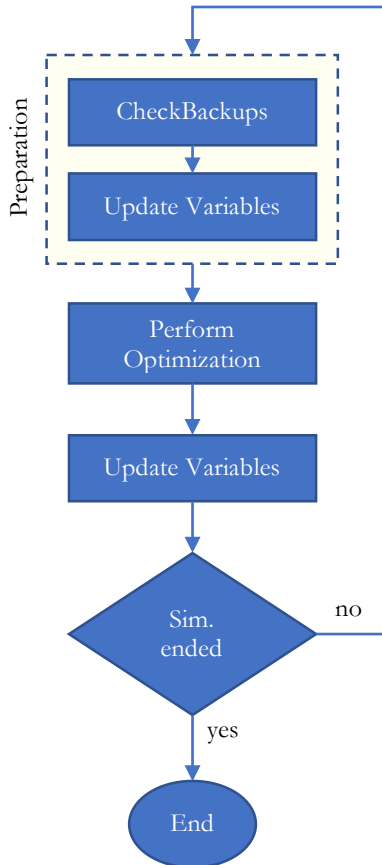 Preparation
CheckBackups
Update Variables
Perform
Optimization
Update Variables
Sim.
ended
no
yes
End